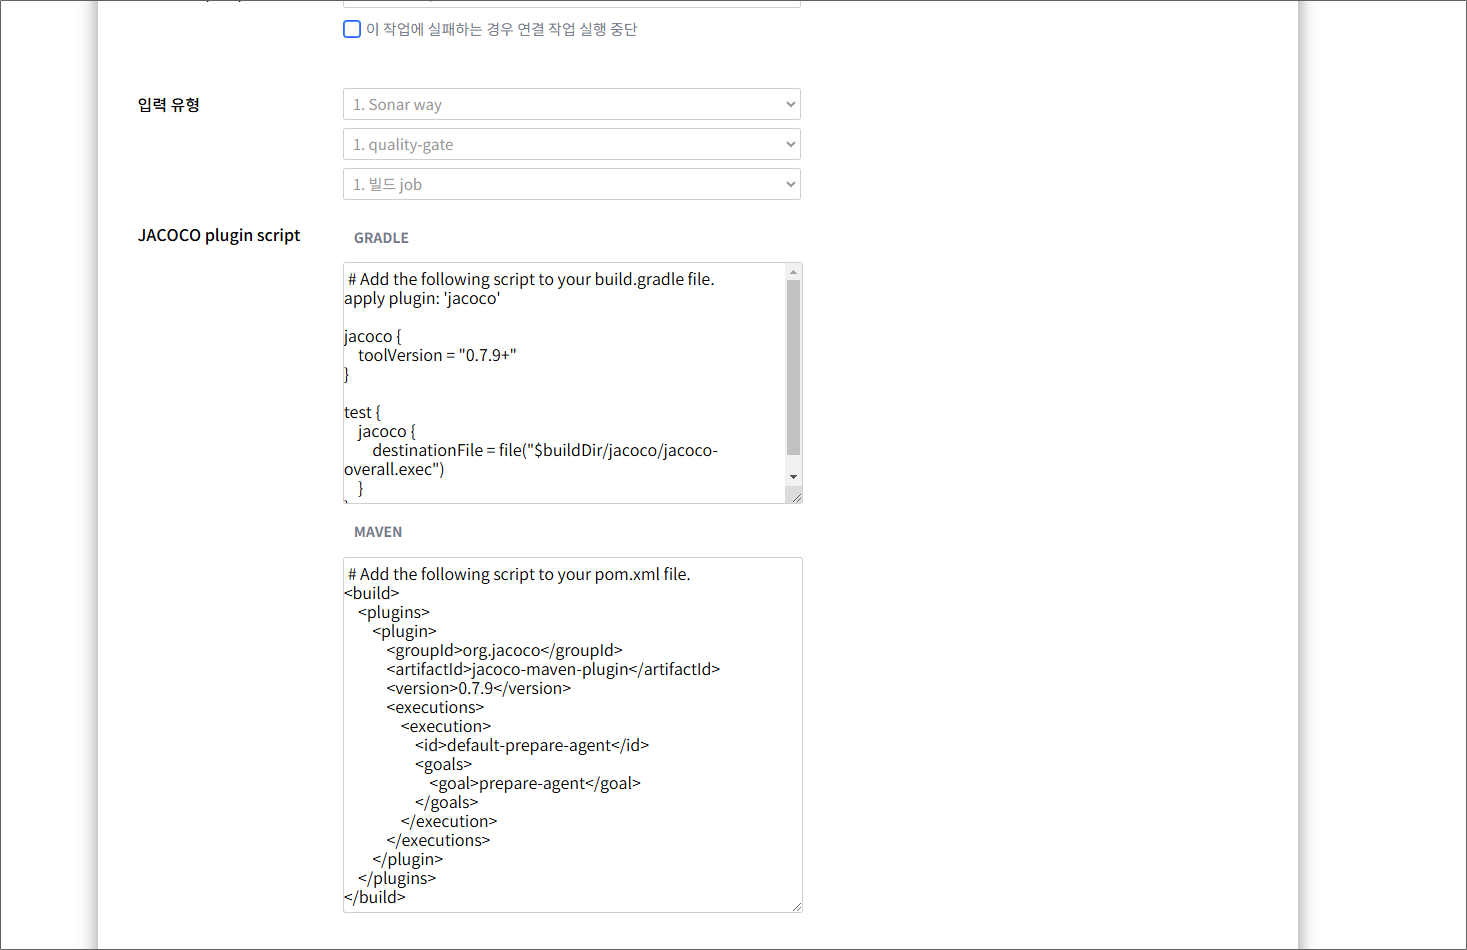 이 작업에 실패하는 경우 연결 작업 실행 중단
입력 유형
1. Sonar way
1. quality-gate
1. 빌드 job
JACOCO plugin script
GRADLE
# Add the following script to your build.gradle file.
apply plugin: 'jacoco'
jacoco {
toolVersion = "0.7.9+"
}
test {
jacoco {
destinationFile = file("$buildDir/jacoco/jacoco-
overall.exec")
}
MAVEN
# Add the following script to your pom.xml file.
<build>
<plugins>
<plugin>
<groupId>org.jacoco</groupId>
<artifactId>jacoco-maven-plugin</artifactId>
<version>0.7.9</version>
<executions>
<execution>
<id>default-prepare-agent</id>
<goals>
<goal>prepare-agent</goal>
</goals>
</execution>
</executions>
</plugin>
</plugins>
</build>